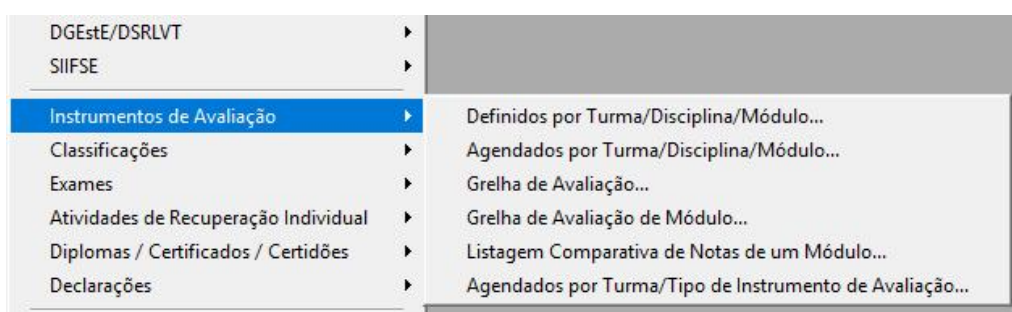 DGEstE/DSRLVT
SIIFSE
Instrumentos de Avaliação
Classificações
Exames
Atividades de Recuperação Individual
Diplomas / Certificados / Certidões
Declarações
Definidos por Turma/Disciplina/Módulo...
Agendados por Turma/Disciplina/Módulo...
Grelha de Avaliação...
Grelha de Avaliação de Módulo...
Listagem Comparativa de Notas de um Módulo...
Agendados por Turma/Tipo de Instrumento de Avaliação...